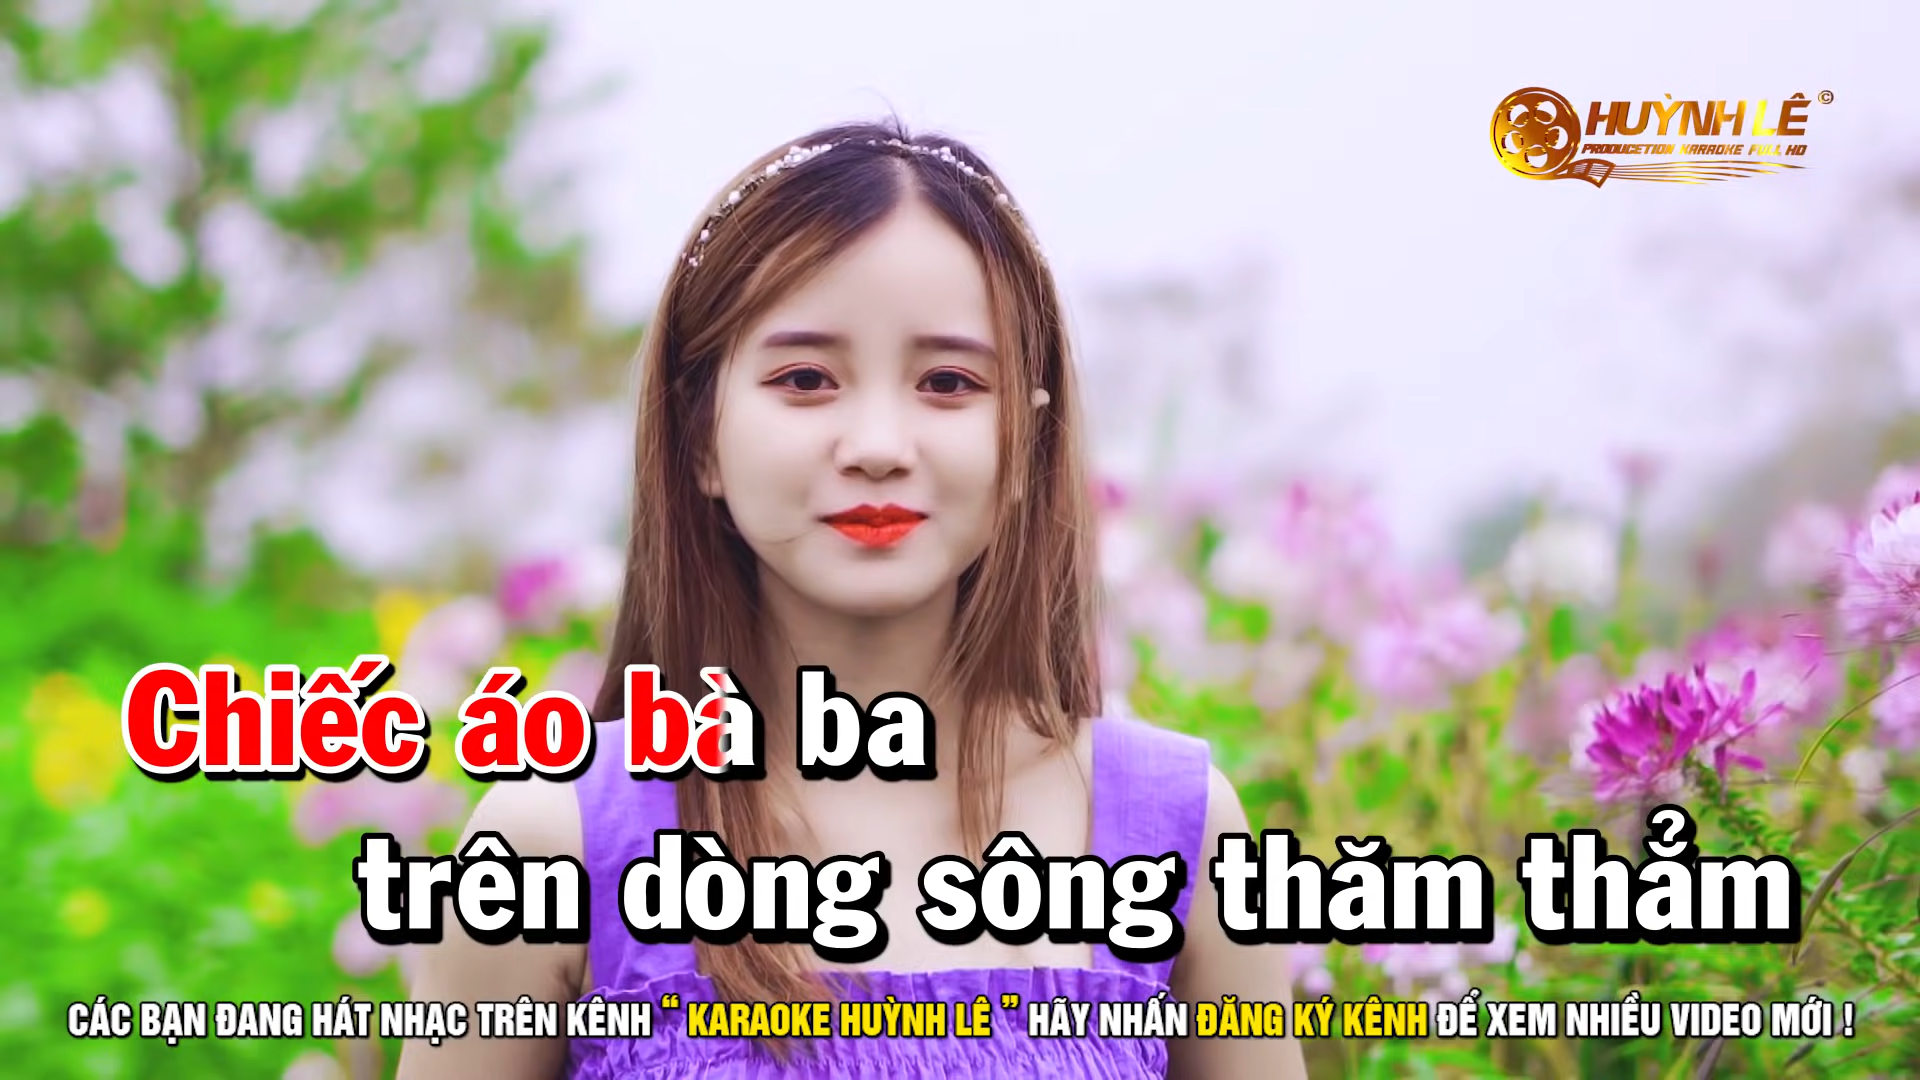 HUỲNH LÊ ©
PRODUCETION KARAOKE FULL HD
Chiếc áo bà ba
trên dòng sông thăm thẳm
CÁC BẠN ĐANG HÁT NHẠC TRÊN KÊNH “ KARAOKE HUỲNH LÊ ” HÃY NHẤN ĐĂNG KÝ KÊNH ĐỂ XEM NHIỀU VIDEO MỚI !